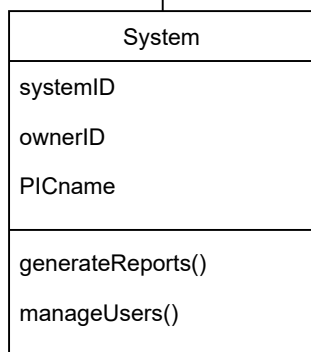 System
systemID
ownerID
PICname
generateReports()
manageUsers()